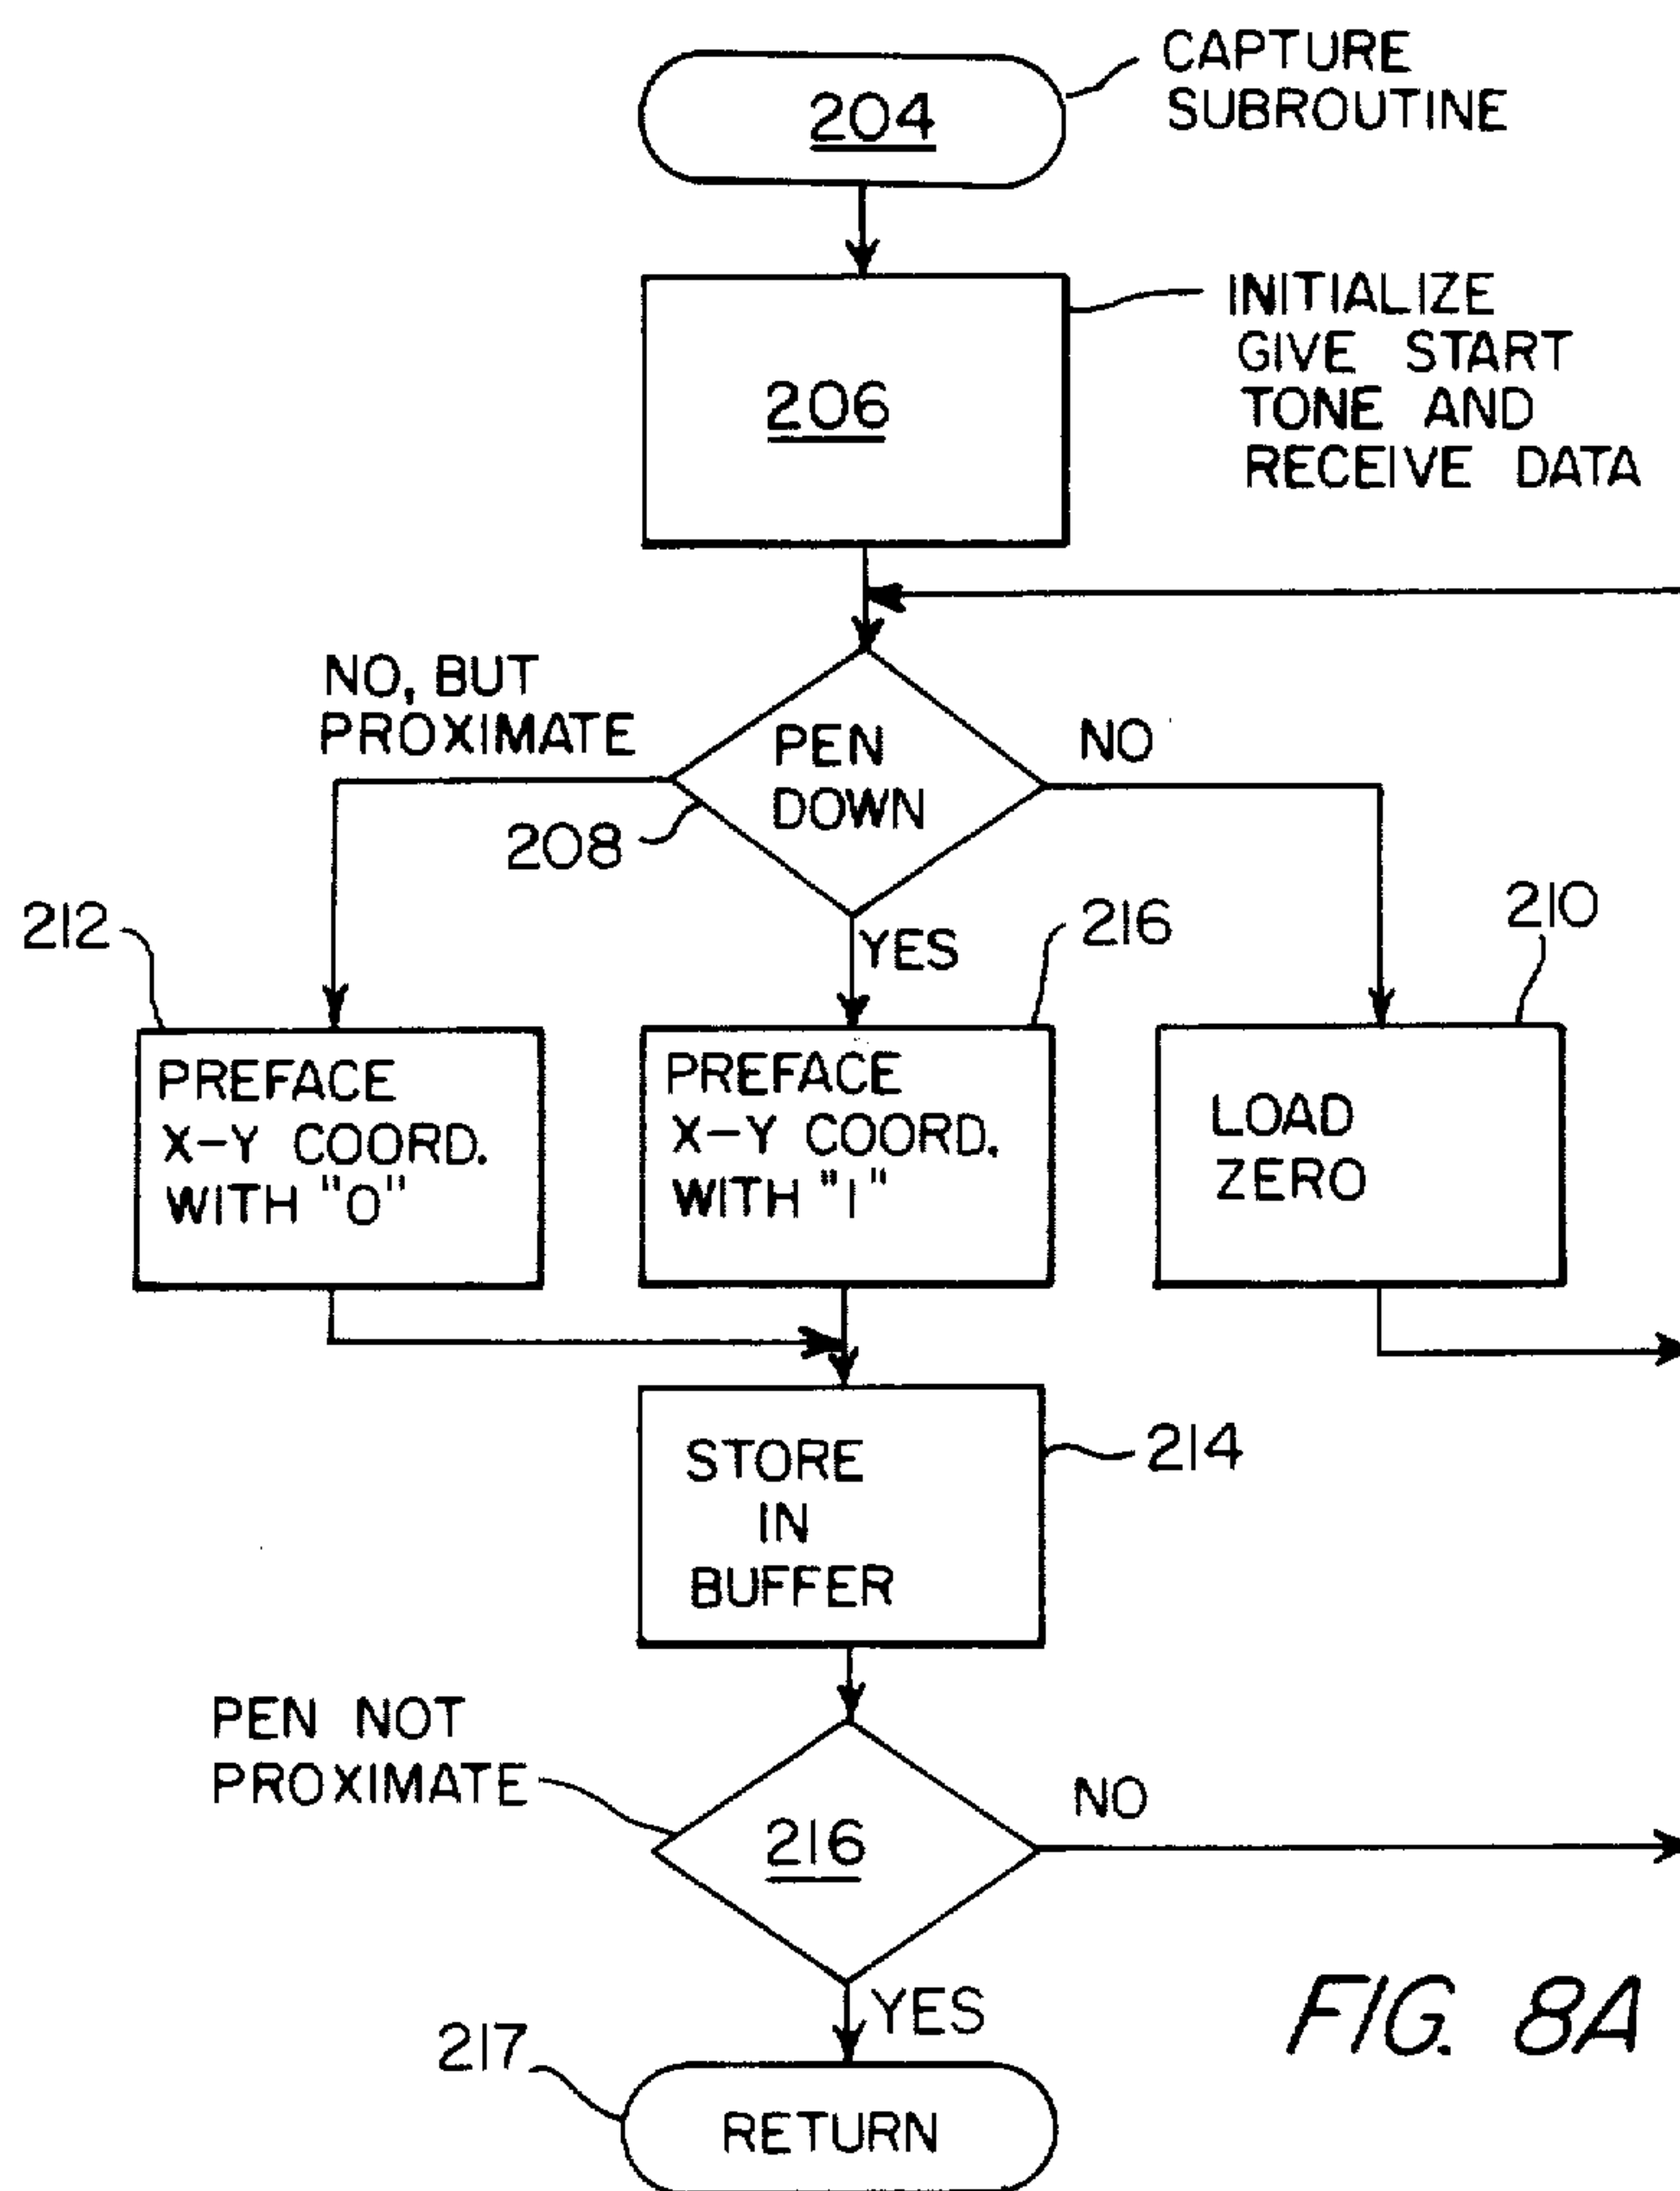 204
CAPTURE
SUBROUTINE
206
INITIALIZE
GIVE START
TONE AND
RECEIVE DATA
NO, BUT
PROXIMATE
PEN
DOWN
NO
208
YES
212
216
210
PREFACE
X-Y COORD.
WITH "0"
PREFACE
X-Y COORD.
WITH "1"
LOAD
ZERO
STORE
IN
BUFFER
214
PEN NOT
PROXIMATE
216
NO
YES
217
RETURN
FIG. 8A